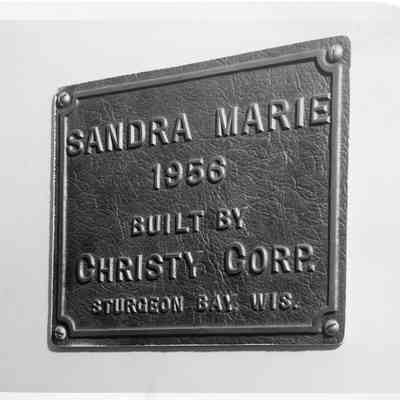 SANDRA MARIE
1956
BUILT BY
CHRISTY CORP.
STURGEON BAY. WIS.